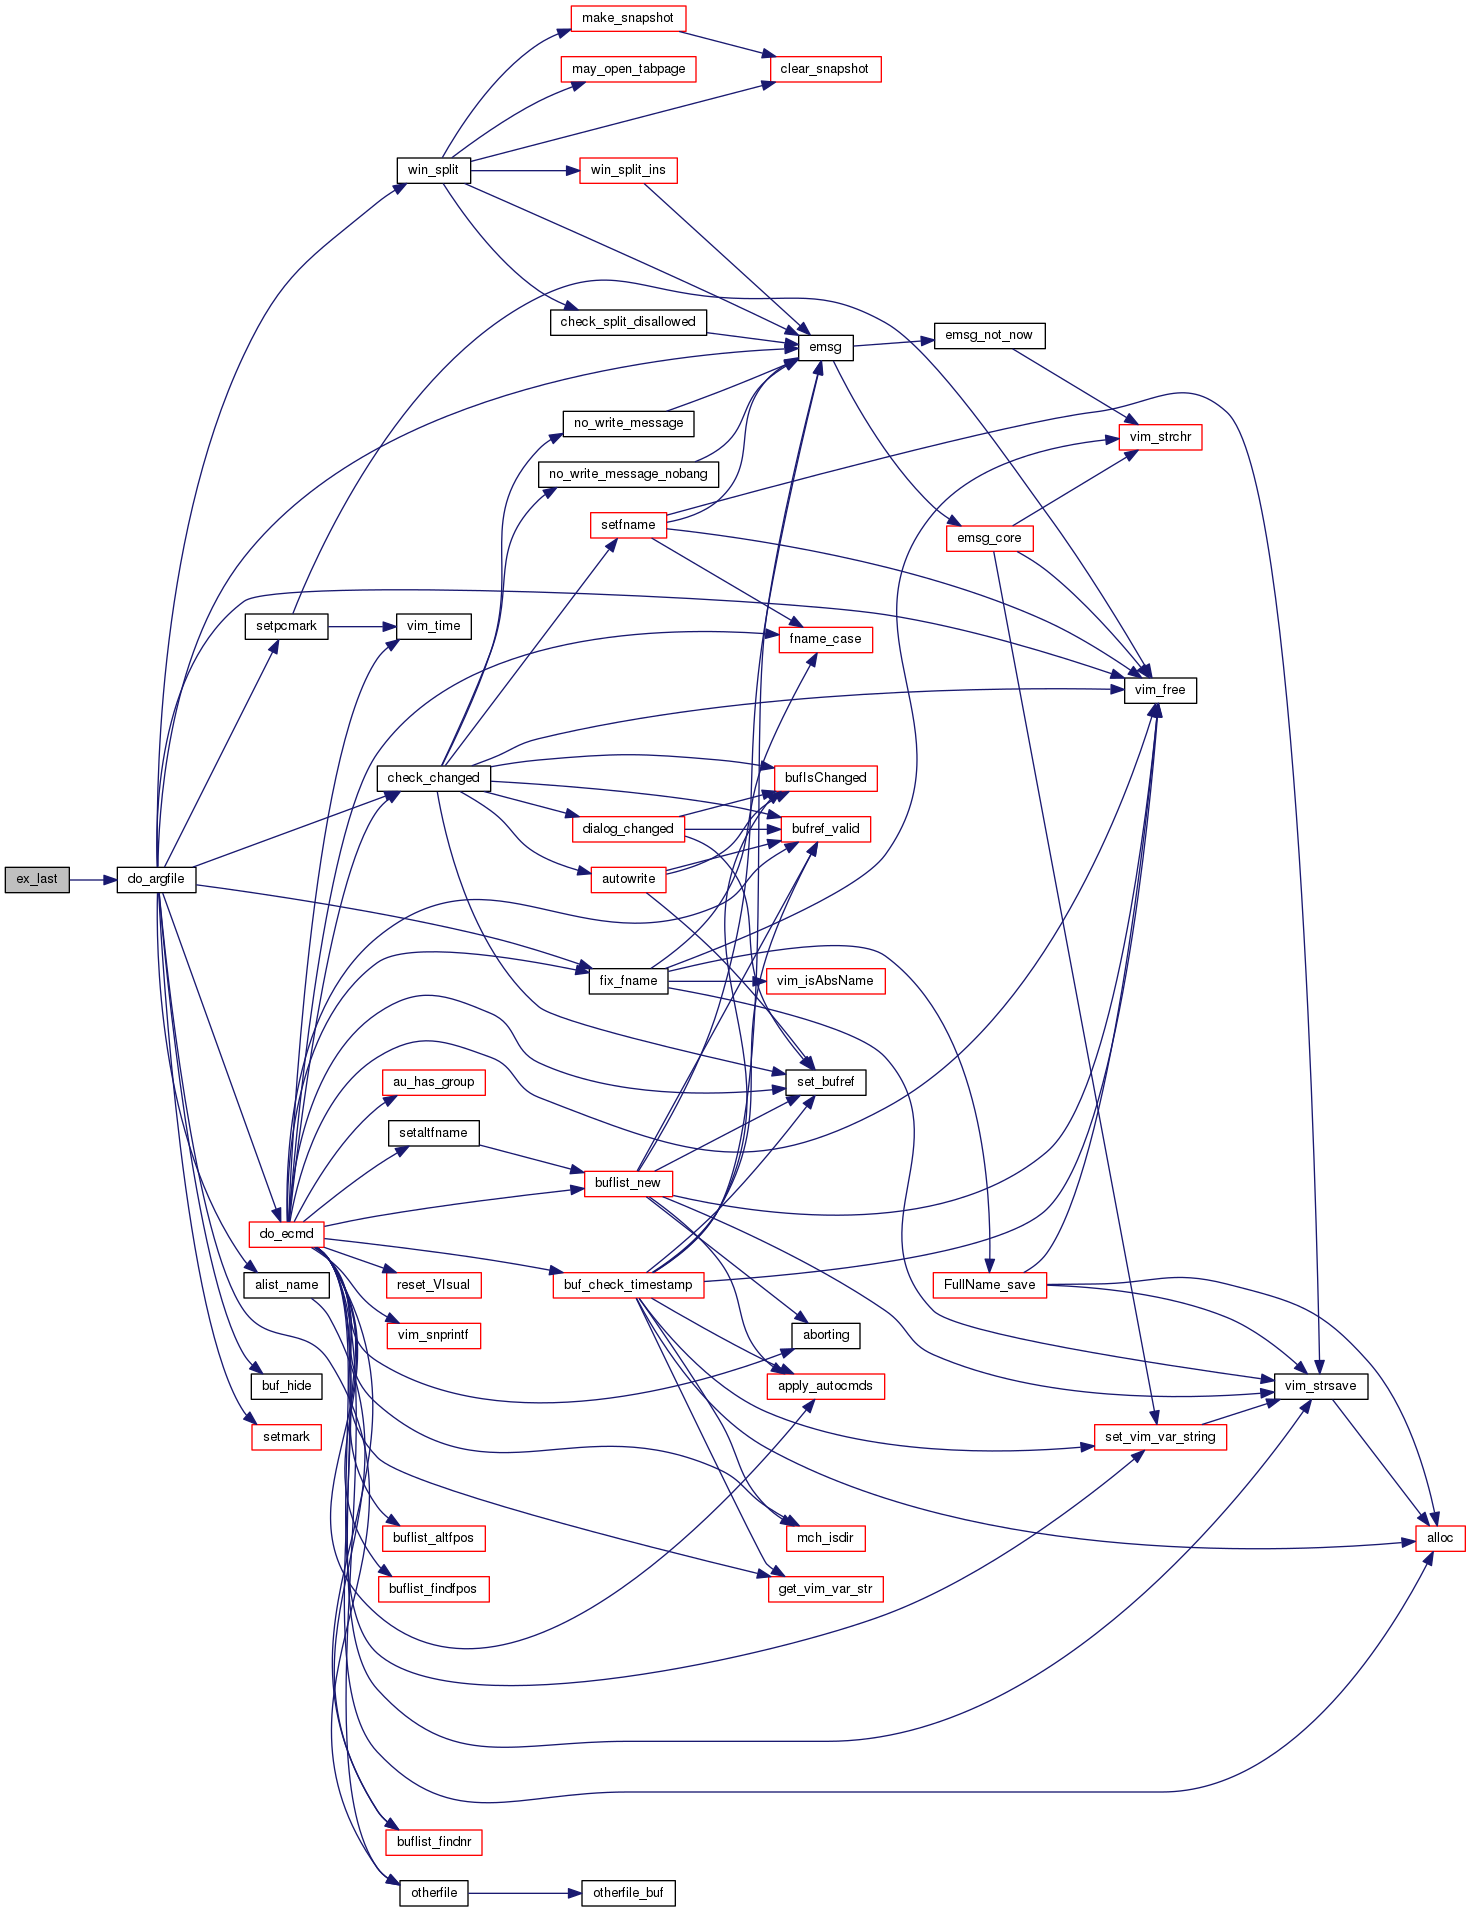 make_snapshot
may_open_tabpage
clear_snapshot
win_split
win_split_ins
check_split_disallowed
emsg
emsg_not_now
no_write_message
vim_strchr
no_write_message_nobang
setfname
emsg_core
setpcmark
vim_time
fname_case
vim_free
check_changed
bufIsChanged
dialog_changed
bufref_valid
ex_last
do_argfile
autowrite
fix_fname
vim_isAbsName
au_has_group
set_bufref
setaltfname
buflist_new
do_ecmd
alist_name
reset_VIsual
buf_check_timestamp
FullName_save
vim_snprintf
aborting
buf_hide
apply_autocmds
vim_strsave
setmark
set_vim_var_string
buflist_altfpos
mch_isdir
alloc
buflist_findfpos
get_vim_var_str
buflist_findnr
otherfile
otherfile_buf